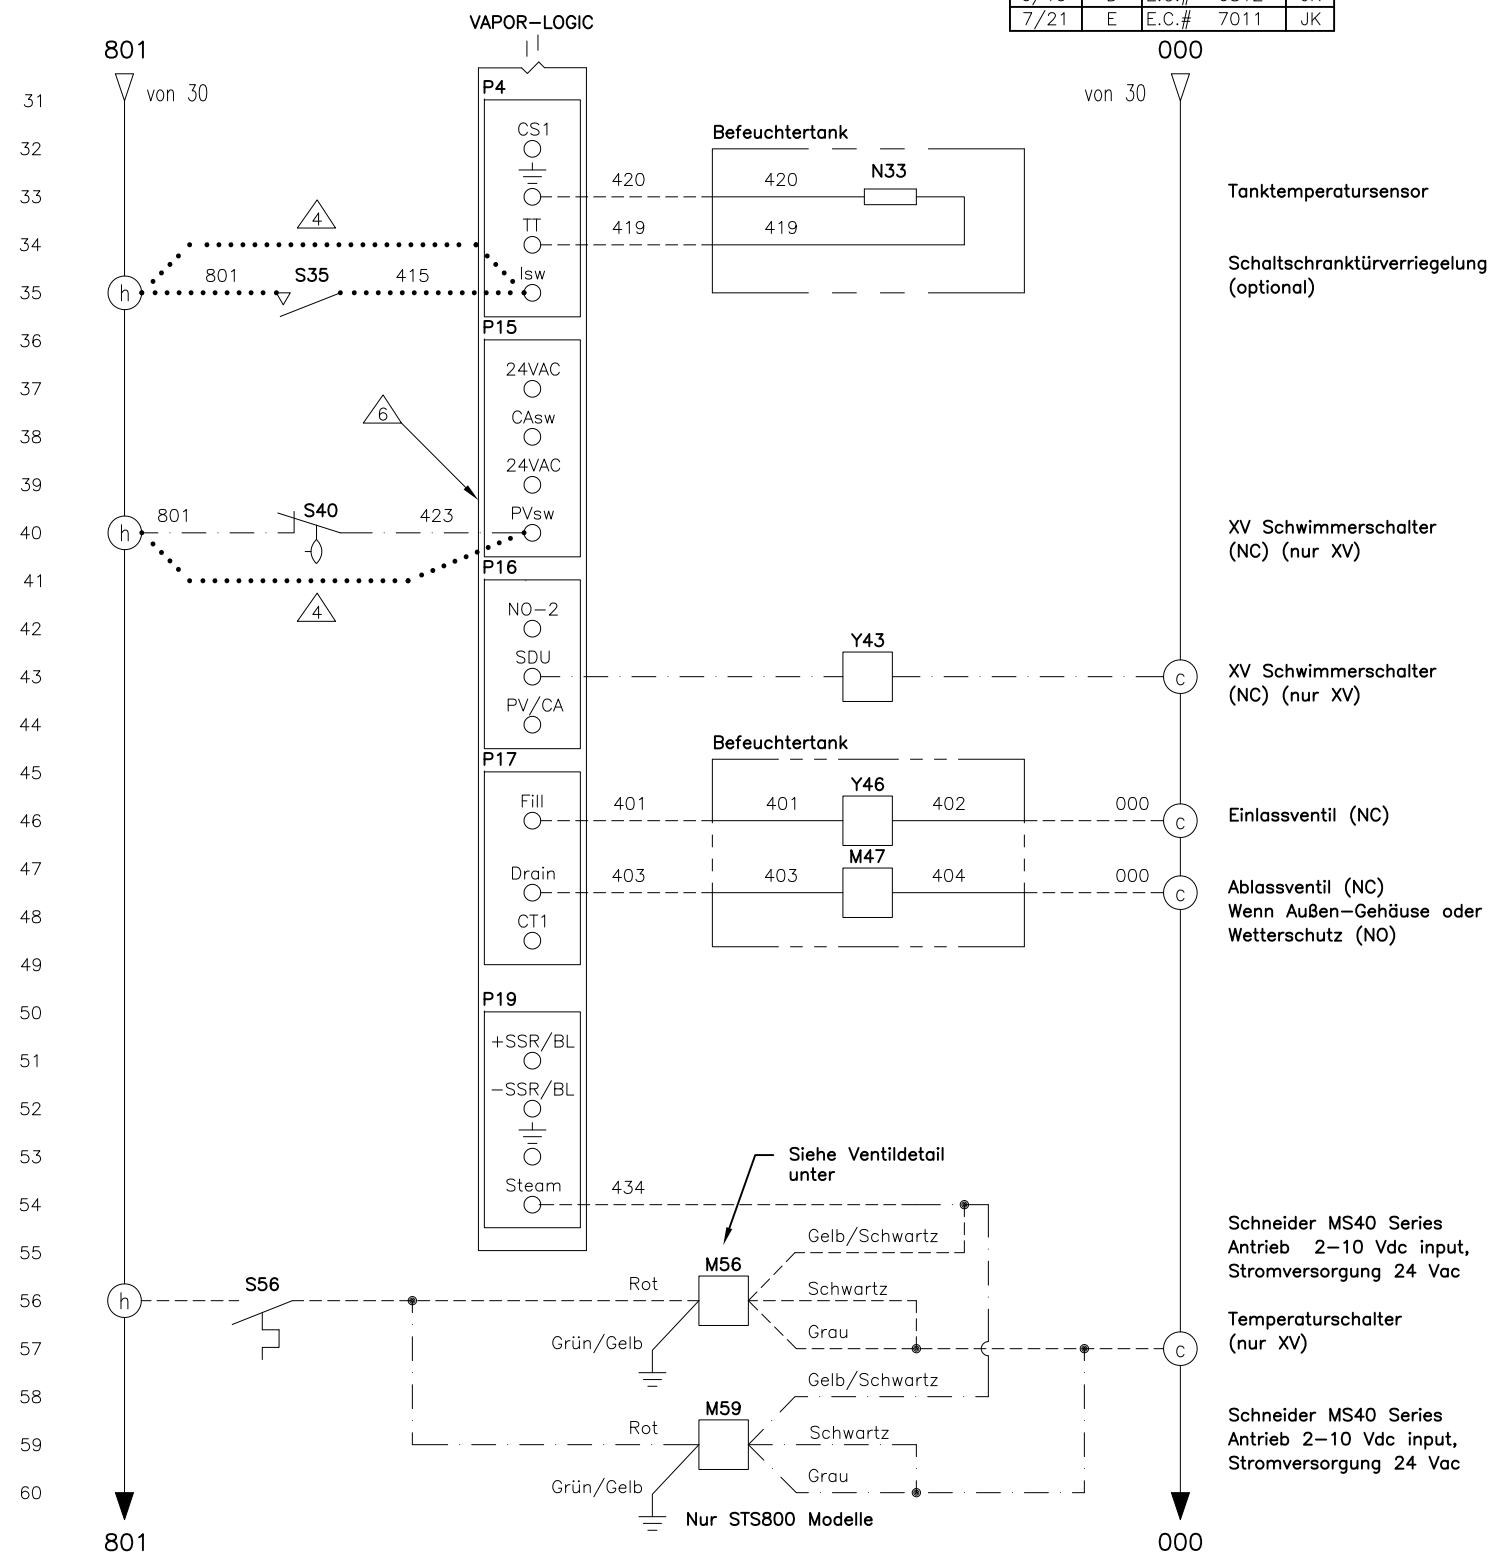 VAPOR-LOGIC
7/21 E E.C.# 7011 JK
801
000
von 30
von 30
31
P4
CS1
Befeuchtertank
32
N33
420
420
33
Tanktemperatursensor
4
TT
419
419
34
Schaltschranktürverriegelung
(optional)
801
S35
415
Isw
h
35
P15
36
24VAC
37
6
CAsw
38
24VAC
39
801
S40
423
PVsw
h
40
XV Schwimmerschalter
(NC) (nur XV)
P16
41
4
NO-2
42
Y43
SDU
43
c
XV Schwimmerschalter
(NC) (nur XV)
PV/CA
44
Befeuchtertank
P17
45
Y46
Fill
401
401
402
000
46
c
Einlassventil (NC)
M47
47
Drain
403
403
404
000
c
Ablassventil (NC)
Wenn Außen-Gehäuse oder
Wetterschutz (NO)
48
CT1
49
P19
50
+SSR/BL
51
-SSR/BL
52
53
Siehe Ventildetail
unter
Steam
434
54
Gelb/Schwartz
55
Schneider MS40 Series
Antrieb 2-10 Vdc input,
Stromversorgung 24 Vac
M56
S56
Rot
Schwartz
h
56
Temperaturschalter
(nur XV)
Grün/Gelb
Grau
57
c
Gelb/Schwartz
58
M59
Rot
Schwartz
59
Schneider MS40 Series
Antrieb 2-10 Vdc input,
Stromversorgung 24 Vac
Grün/Gelb
Grau
60
Nur STS800 Modelle
801
000